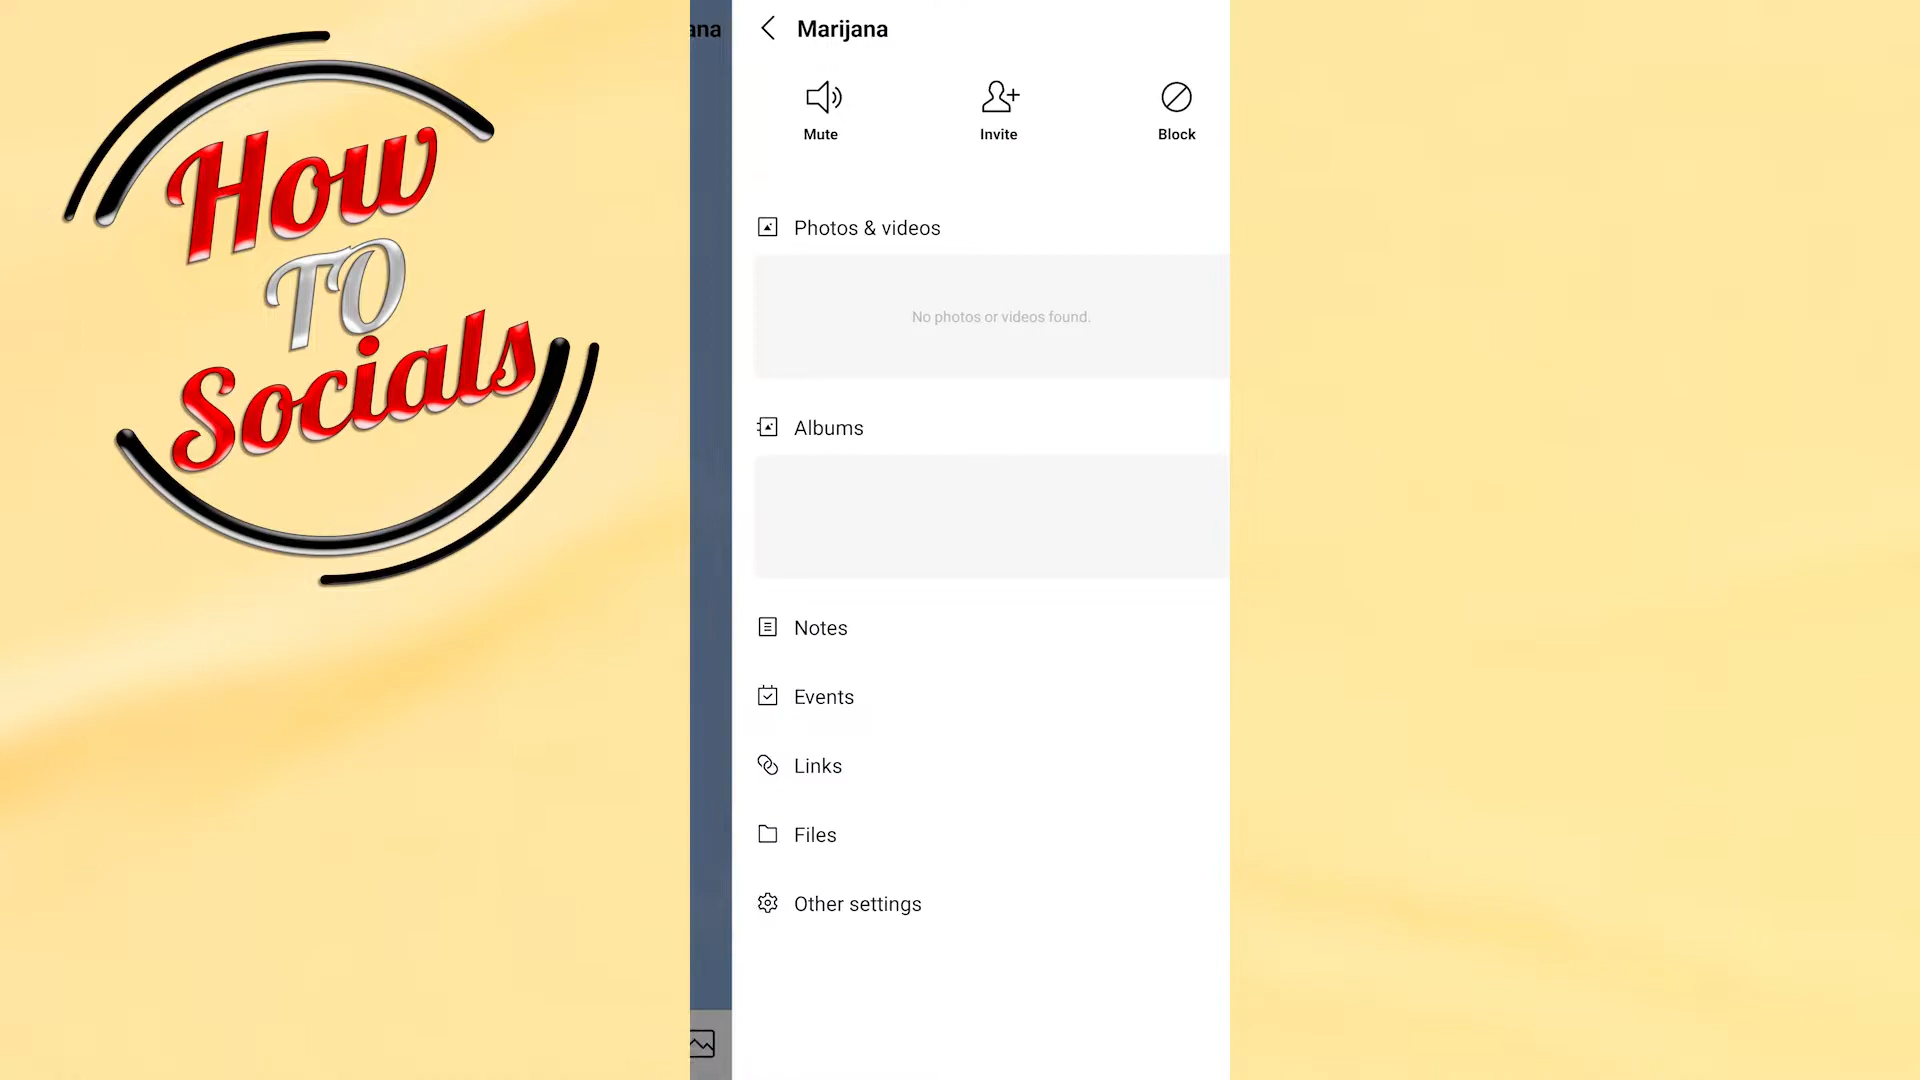 How
TO
Socials
ana
Marijana
Mute
Invite
Block
Photos & videos
No photos or videos found.
Albums
Notes
Events
Links
Files
Other settings